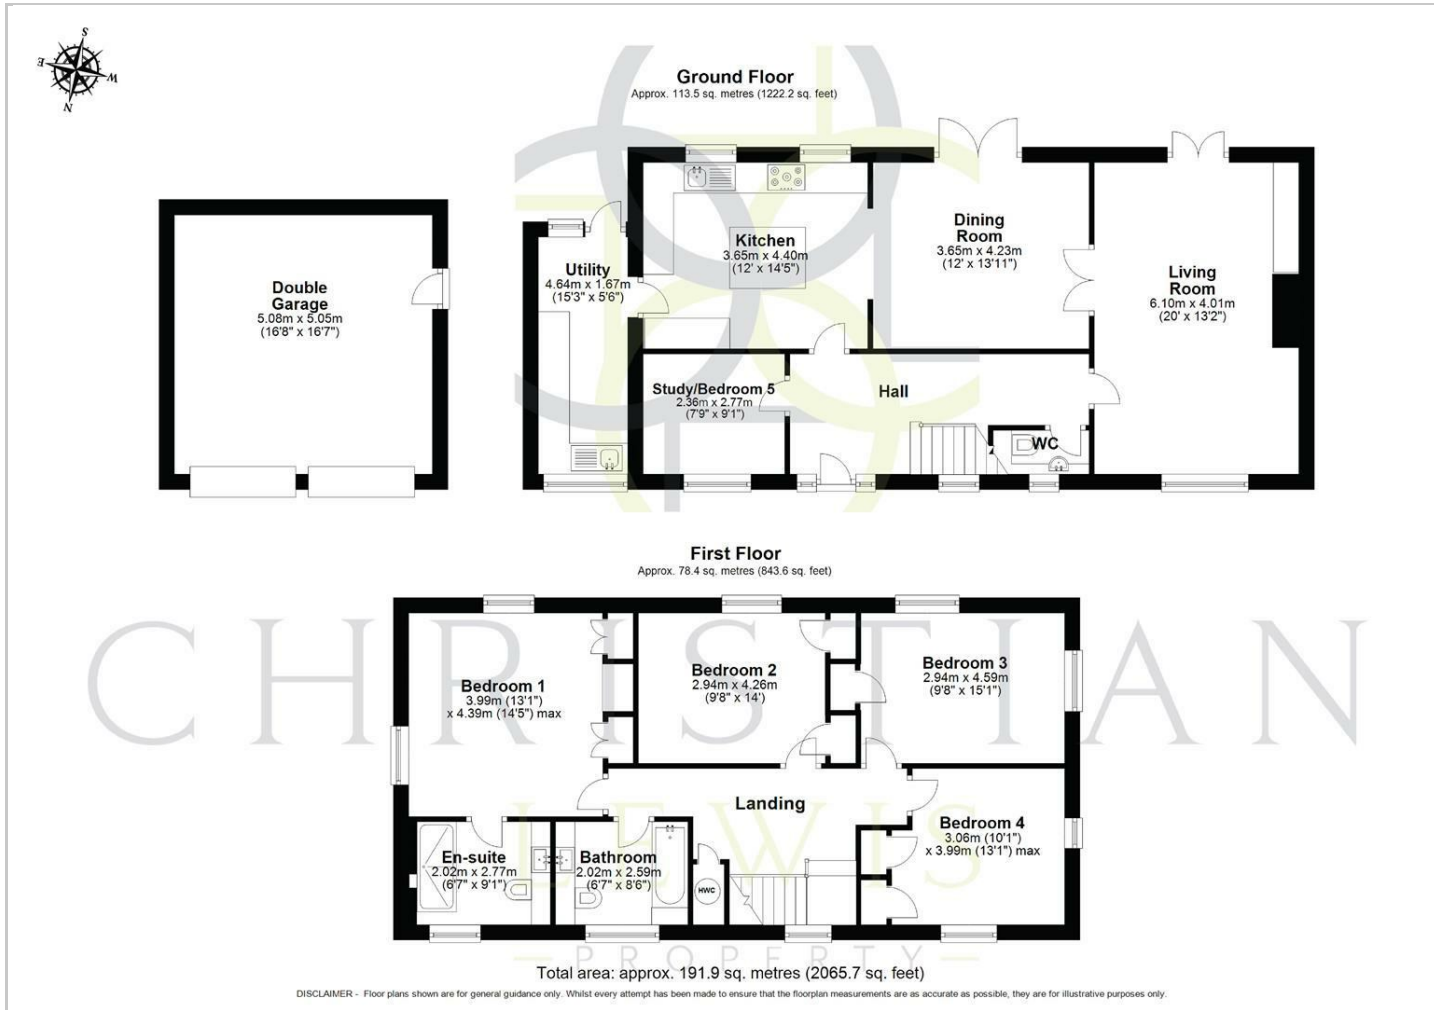 S
E
W
N
Ground Floor
Approx. 113.5 sq. metres (1222.2 sq. feet)
Double
Garage
5.08m x 5.05m
(16'8" x 16'7")
Utility
4.64m x 1.67m
(15'3" x 5'6")
Kitchen
3.65m x 4.40m
(12' x 14'5")
Dining
Room
3.65m x 4.23m
(12' x 13'11")
Living
Room
6.10m x 4.01m
(20' x 13'2")
Study/Bedroom 5
2.36m x 2.77m
(7'9" x 9'1")
Hall
WC
First Floor
Approx. 78.4 sq. metres (843.6 sq. feet)
CHRISTIAN
Bedroom 1
3.99m (13'1")
x 4.39m (14'5") max
Bedroom 2
2.94m x 4.26m
(9'8" x 14')
Bedroom 3
2.94m x 4.59m
(9'8" x 15'1")
Landing
Bedroom 4
3.06m (10'1")
x 3.99m (13'1") max
LEWIS
En-suite
2.02m x 2.77m
(6'7" x 9'1")
Bathroom
2.02m x 2.59m
(6'7" x 8'6")
HWC
PROPERTY
Total area: approx. 191.9 sq. metres (2065.7 sq. feet)
DISCLAIMER - Floor plans shown are for general guidance only. Whilst every attempt has been made to ensure that the floorplan measurements are as accurate as possible, they are for illustrative purposes only.